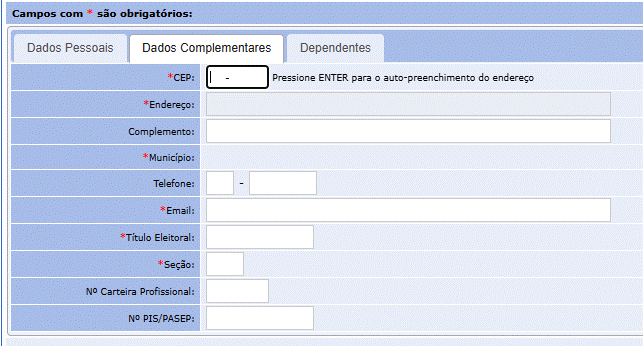 Campos com * são obrigatórios:
Dados Pessoais Dados Complementares Dependentes
*CEP: - Pressione ENTER para o auto-preenchimento do endereço
*Endereço:
Complemento:
*Município:
Telefone: -
*Email:
*Título Eleitoral:
*Seção:
Nº Carteira Profissional:
Nº PIS/PASEP: